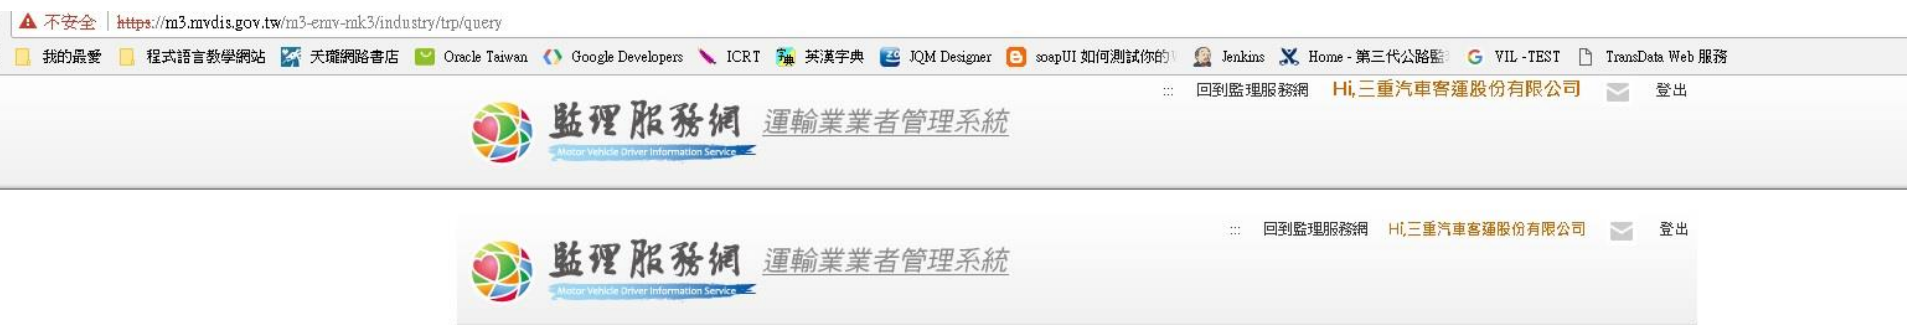 不安全 https://m3.mvdis.gov.tw/m3-emv-mk3/industry/trp/query
我的最愛 程式語言教學網站 天瓏網路書店 Oracle Taiwan Google Developers ICRT 英漢字典 JQM Designer soapUI 如何測試你的 Jenkins Home - 第三代公路監 VIL -TEST TransData Web 服務
::: 回到監理服務網 Hi,三重汽車客運股份有限公司 登出
監理服務網 運輸業業者管理系統
Motor Vehicle Driver Information Service
::: 回到監理服務網 Hi,三重汽車客運股份有限公司 登出
監理服務網 運輸業業者管理系統
Motor Vehicle Driver Information Service